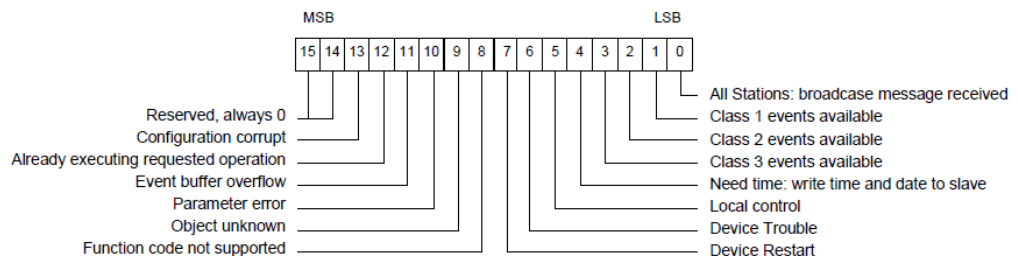 MSB LSB
15 14 13 12 11 10 9 8 7 6 5 4 3 2 1 0
Reserved, always 0
Configuration corrupt
Already executing requested operation
Event buffer overflow
Parameter error
Object unknown
Function code not supported
All Stations: broadcase message received
Class 1 events available
Class 2 events available
Class 3 events available
Need time: write time and date to slave
Local control
Device Trouble
Device Restart